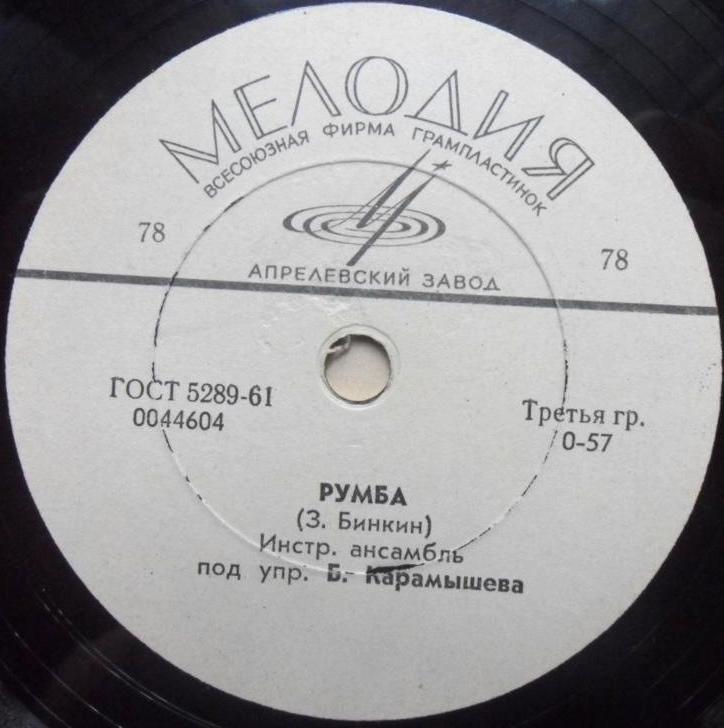 МЕЛОДИЯ
ВСЕСОЮЗНАЯ ФИРМА ГРАМПЛАСТИНОК
78
78
АПРЕЛЕВСКИЙ ЗАВОД
ГОСТ 5289-61
0044604
Третья гр.
0-57
РУМБА
(З. Бинкин)
Инстр. ансамбль
под упр. Б. Карамышева